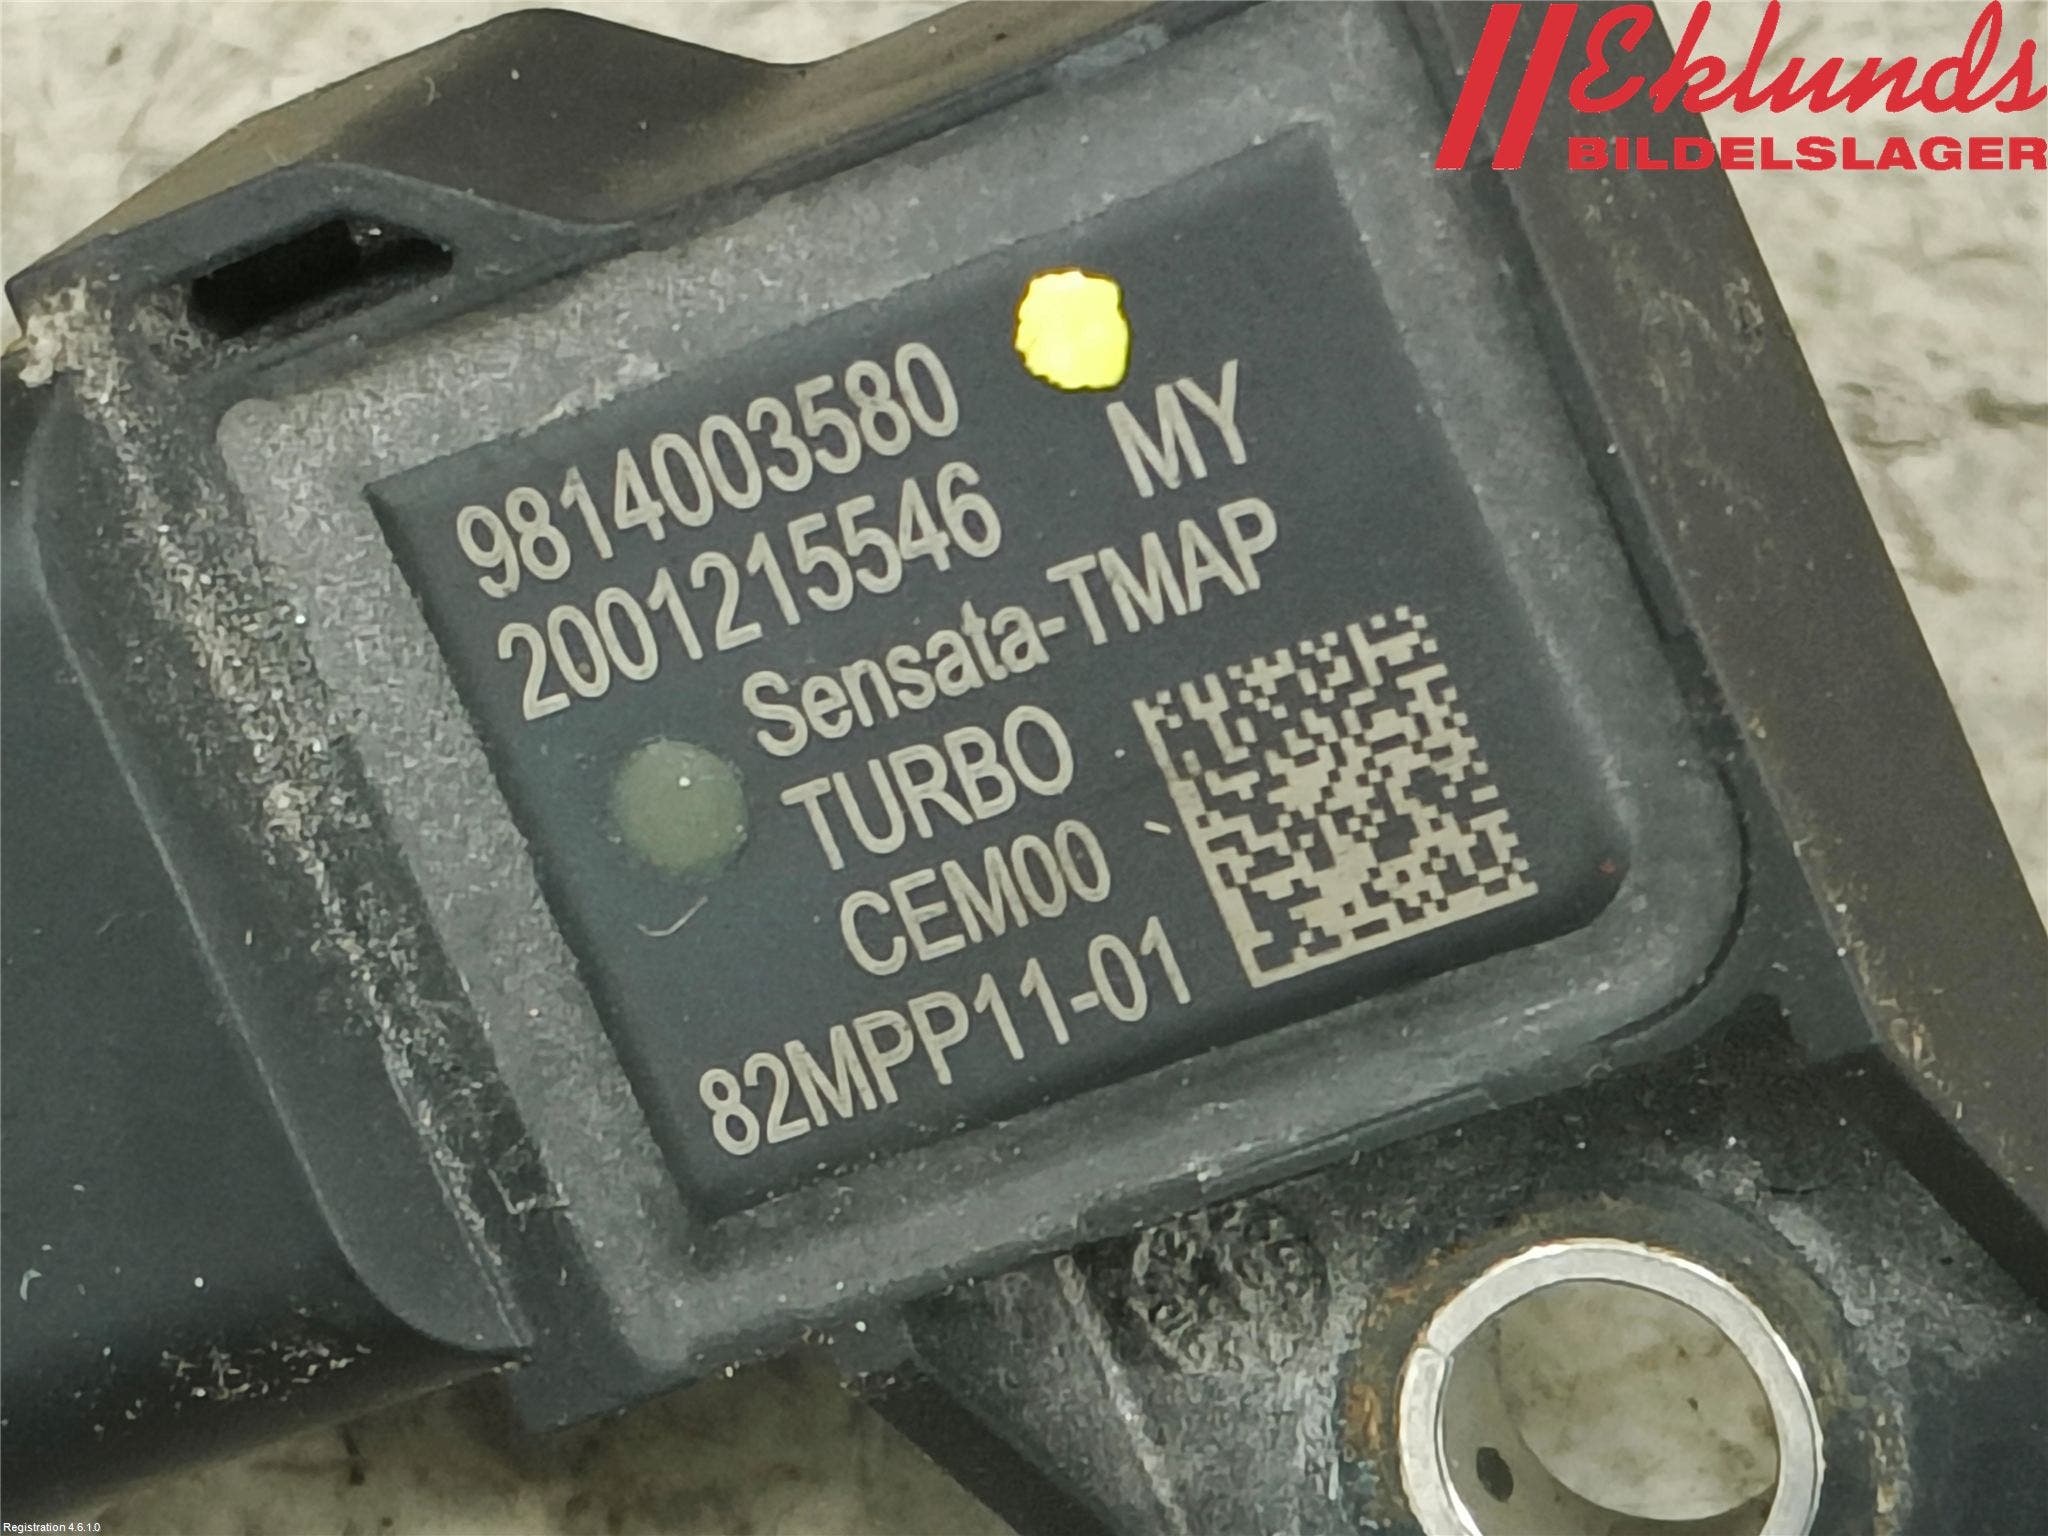 Eklunds
BILDELSLAGER
9814003580
2001215546 MY
Sensata-TMAP
TURBO
CEM00
82MPP11-01
Registration 4.6.1.0